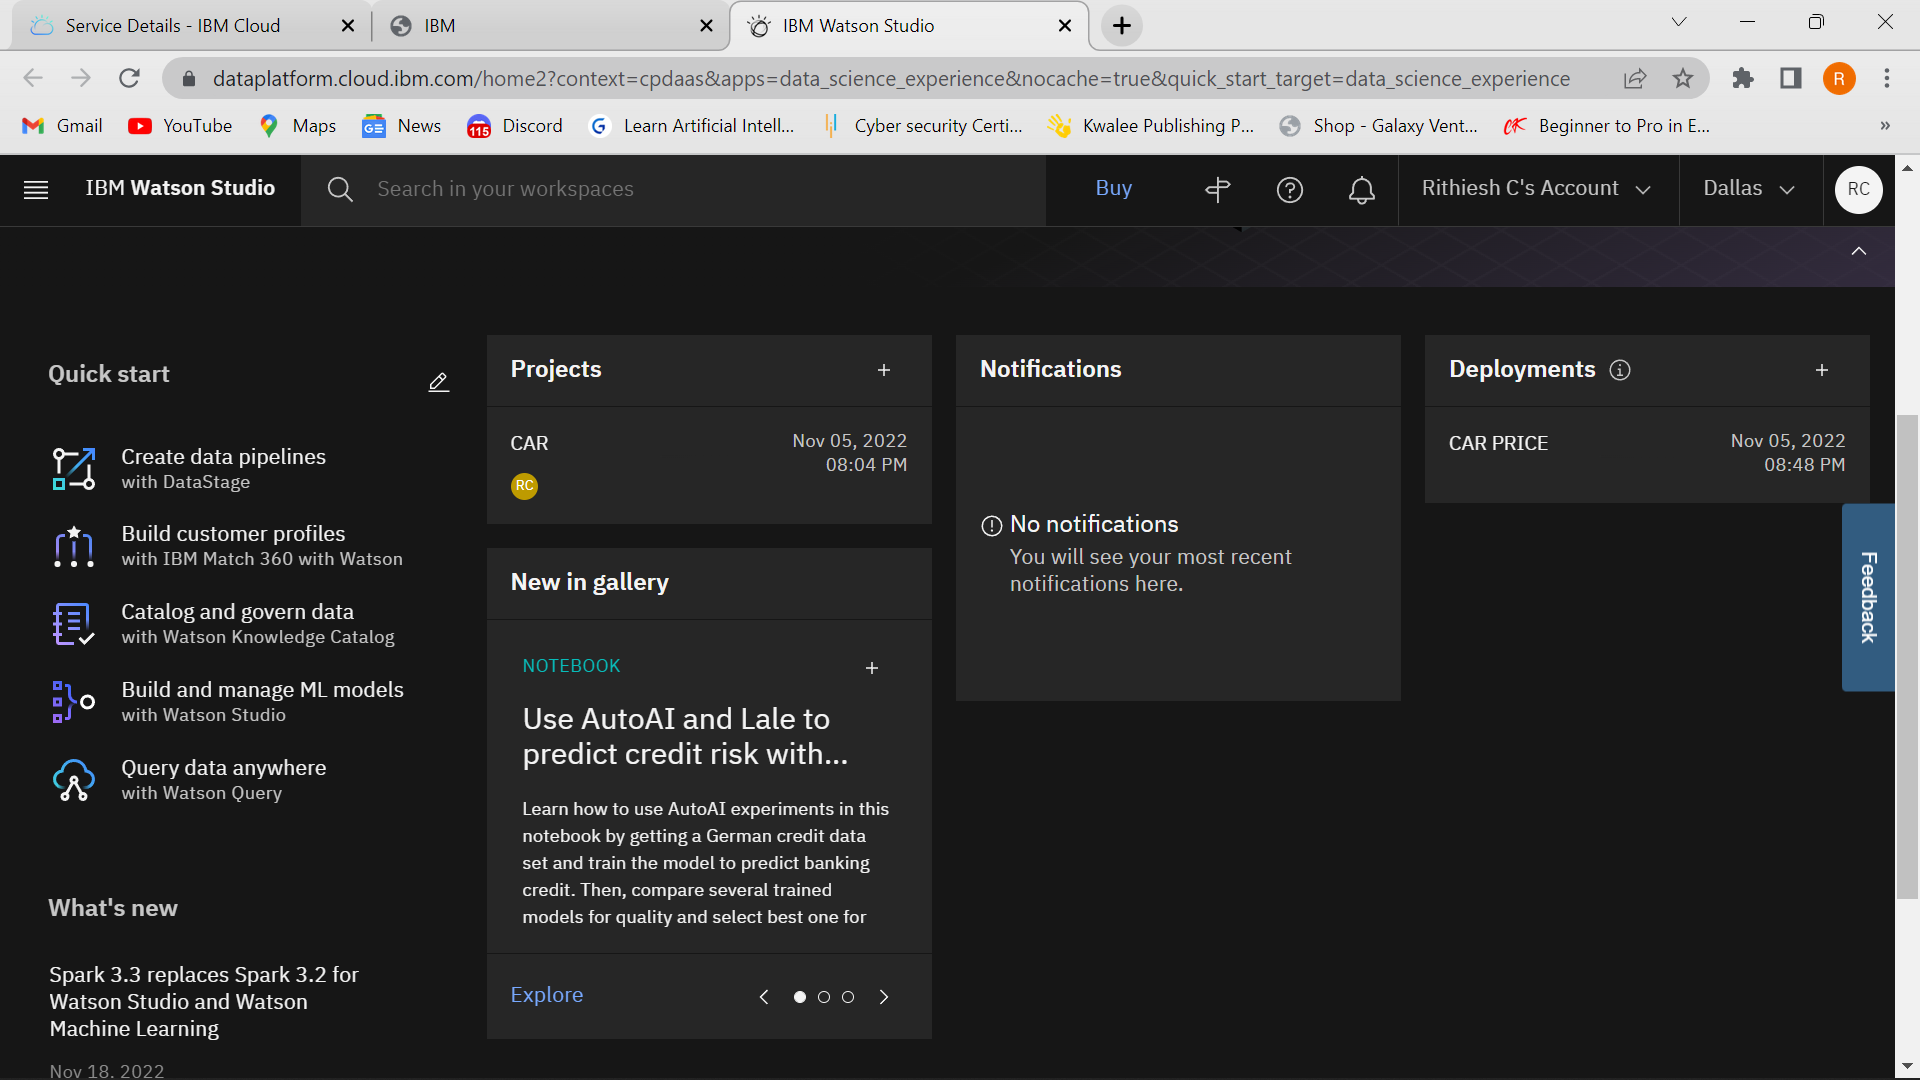 Service Details - IBM Cloud
IBM
IBM Watson Studio
dataplatform.cloud.ibm.com/home2?context=cpdaas&apps=data_science_experience&nocache=true&quick_start_target=data_science_experience
R
Gmail
YouTube
Maps
News
115
Discord
Learn Artificial Intell...
Cyber security Certi...
Kwalee Publishing P...
Shop - Galaxy Vent...
Beginner to Pro in E...
»
IBM Watson Studio
Search in your workspaces
Buy
Rithiesh C's Account
Dallas
RC
Quick start
Create data pipelines
with DataStage
Build customer profiles
with IBM Match 360 with Watson
Catalog and govern data
with Watson Knowledge Catalog
Build and manage ML models
with Watson Studio
Query data anywhere
with Watson Query
What's new
Spark 3.3 replaces Spark 3.2 for
Watson Studio and Watson
Machine Learning
Nov 18, 2022
Projects
CAR
Nov 05, 2022
08:04 PM
RC
New in gallery
NOTEBOOK
Use AutoAI and Lale to
predict credit risk with...
Learn how to use AutoAI experiments in this
notebook by getting a German credit data
set and train the model to predict banking
credit. Then, compare several trained
models for quality and select best one for
Explore
Notifications
No notifications
You will see your most recent
notifications here.
Deployments
CAR PRICE
Nov 05, 2022
08:48 PM
Feedback